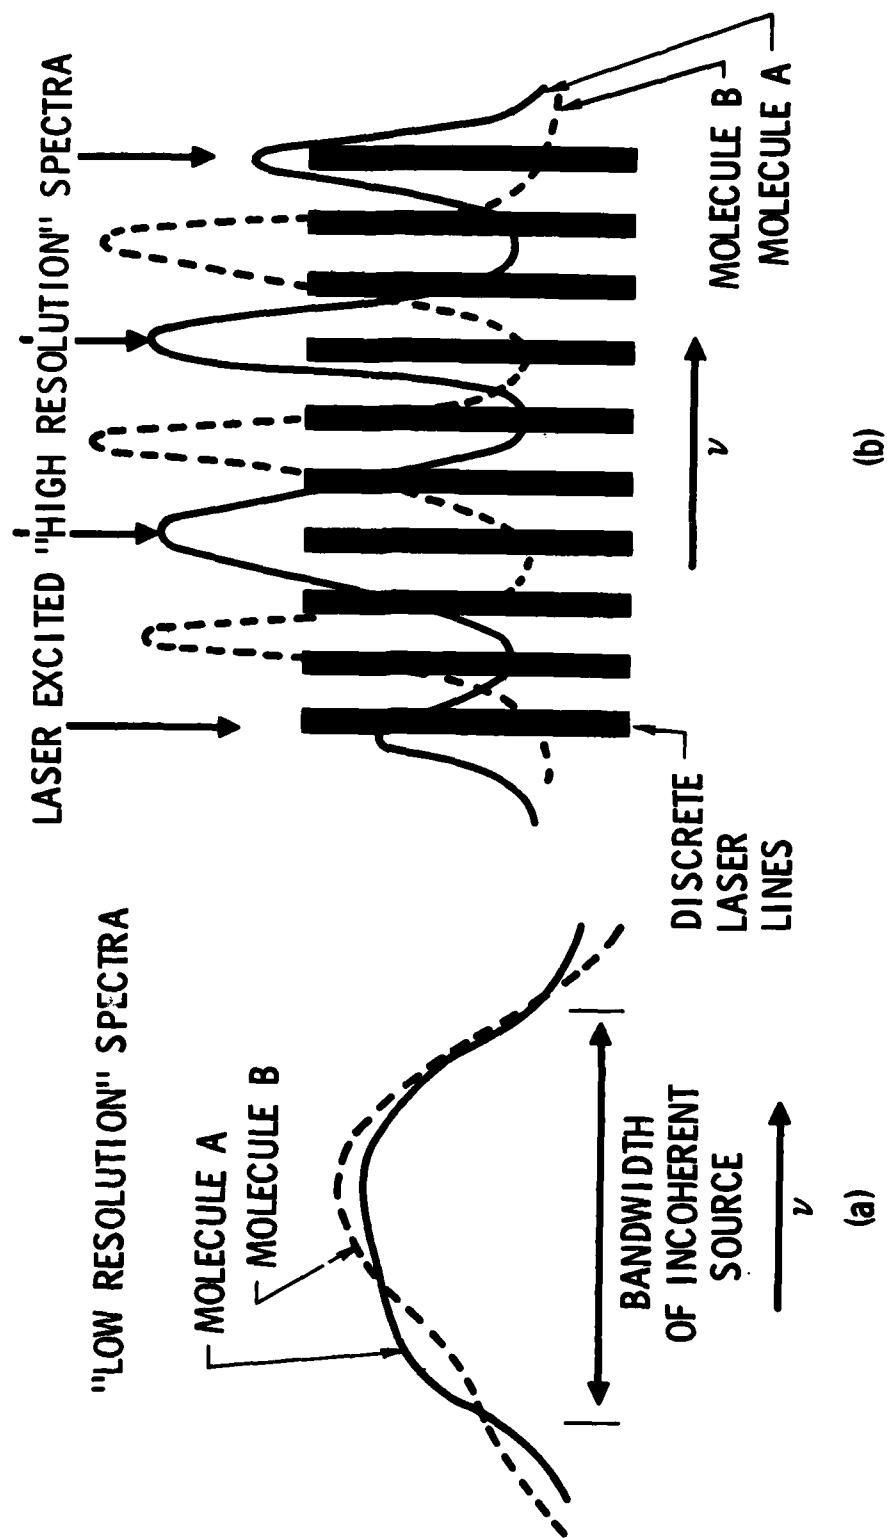 "LOW RESOLUTION" SPECTRA
MOLECULE A
MOLECULE B
BANDWIDTH
OF INCOHERENT
SOURCE
ν
(a)
LASER EXCITED "HIGH RESOLUTION" SPECTRA
DISCRETE
LASER
LINES
MOLECULE B
MOLECULE A
ν
(b)